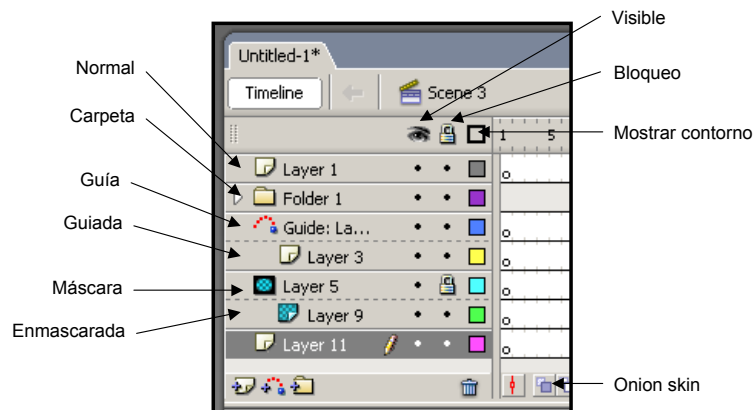 Visible
Untitled-1*
Bloqueo
Normal
Timeline
Scene 3
Carpeta
1 5
Mostrar contorno
Layer 1
Guía
Folder 1
Guiada
Guide: La...
Layer 3
Máscara
Layer 5
Enmascarada
Layer 9
Layer 11
Onion skin